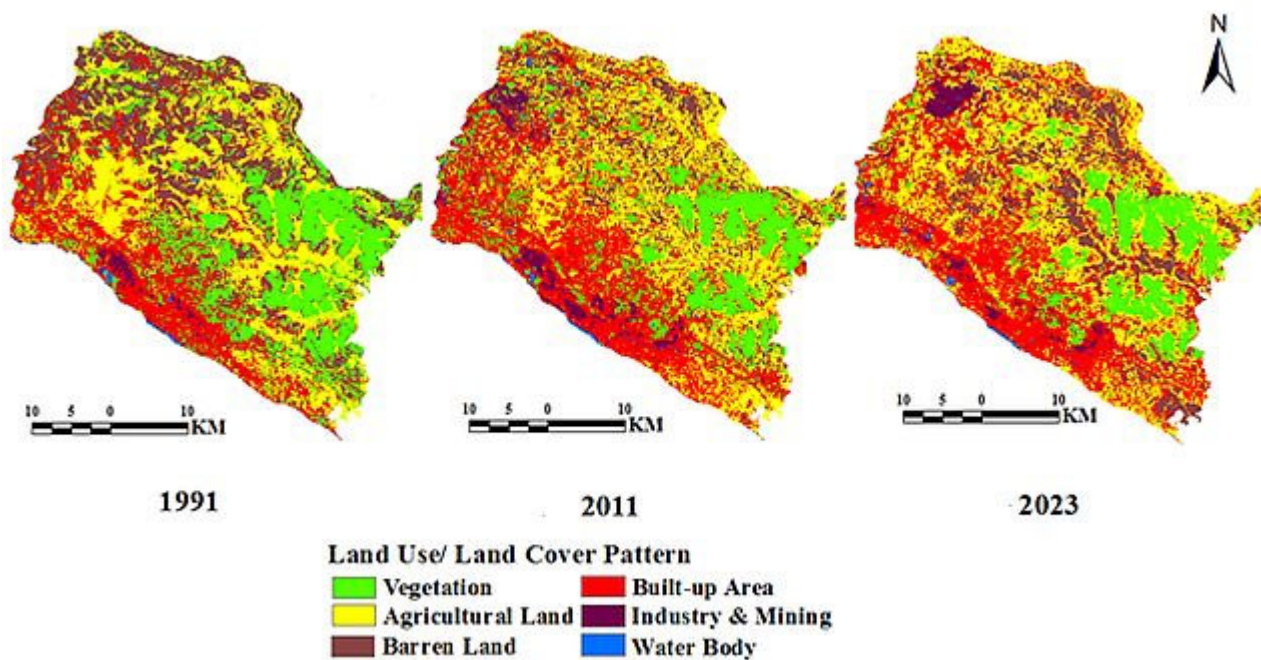 N
10 5 0 10
KM
10 5 0 10
KM
10 5 0 10
KM
1991
2011
2023
Land Use/ Land Cover Pattern
Vegetation
Built-up Area
Agricultural Land
Industry & Mining
Barren Land
Water Body